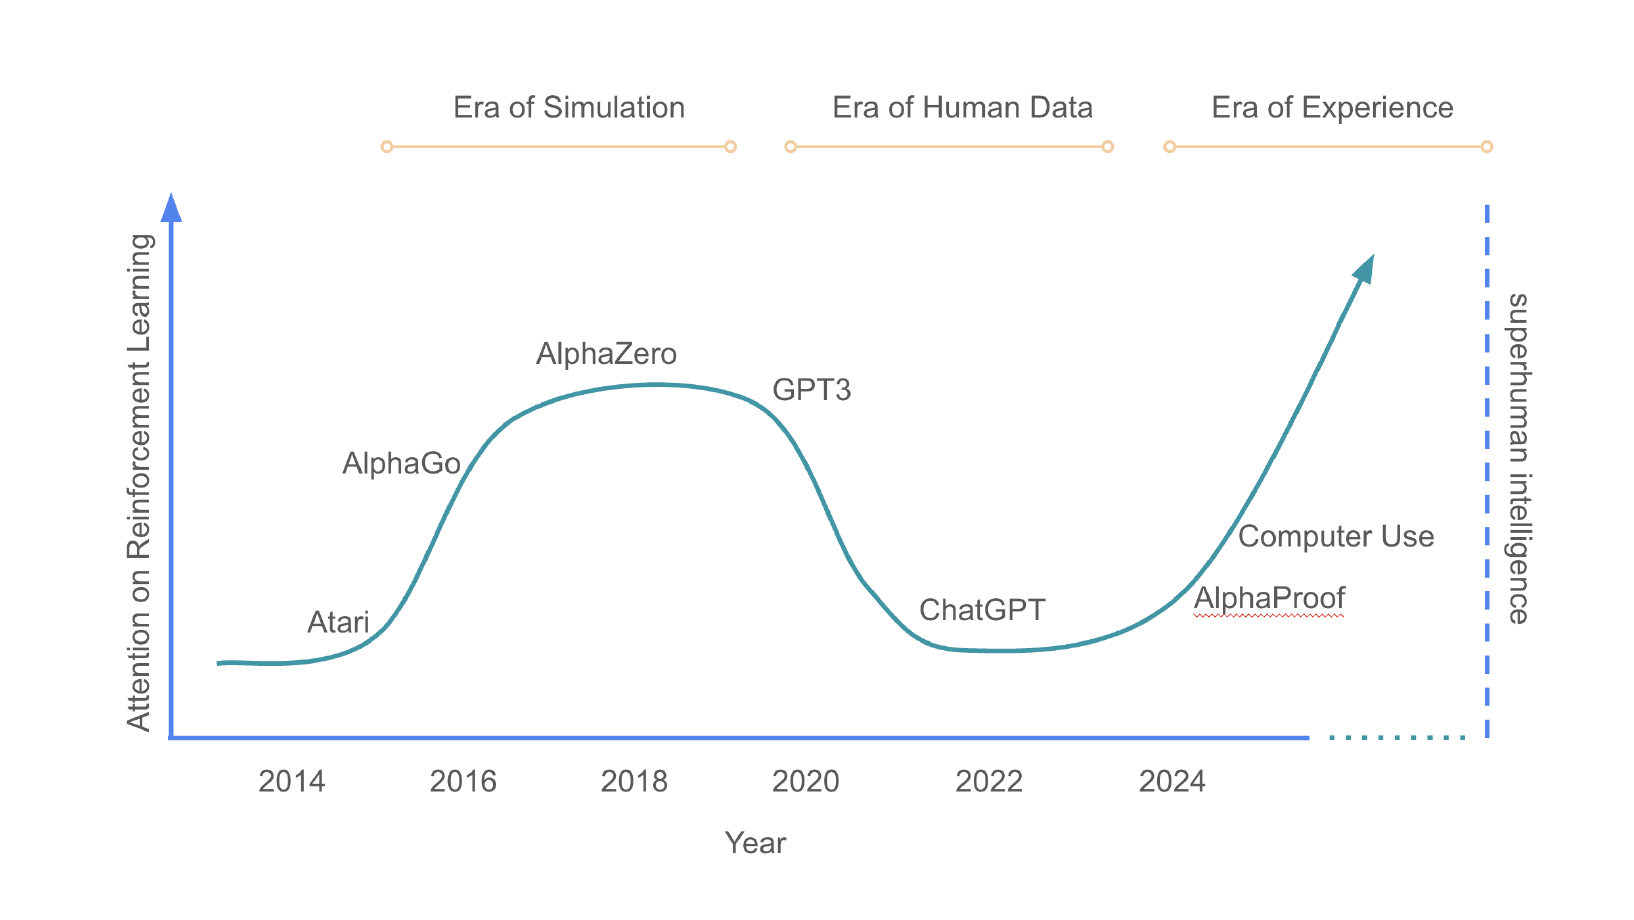 Era of Simulation
Era of Human Data
Era of Experience
Attention on Reinforcement Learning
superhuman intelligence
AlphaZero
GPT3
AlphaGo
Computer Use
AlphaProof
ChatGPT
Atari
2014
2016
2018
2020
2022
2024
Year